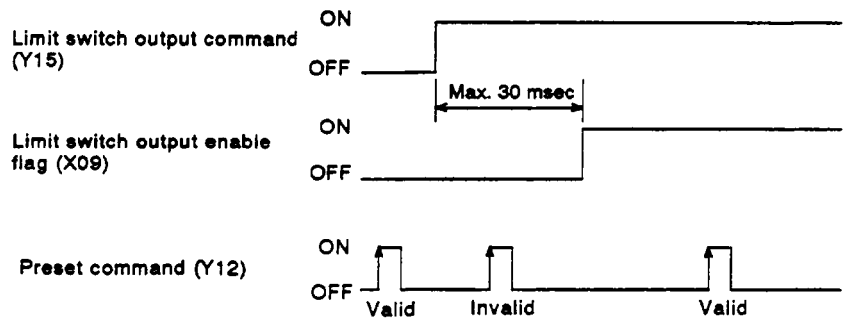 ON
Limit switch output command
(Y15)
OFF
Max. 30 msec
ON
Limit switch output enable
flag (X09)
OFF
ON
Preset command (Y12)
OFF
Valid Invalid Valid